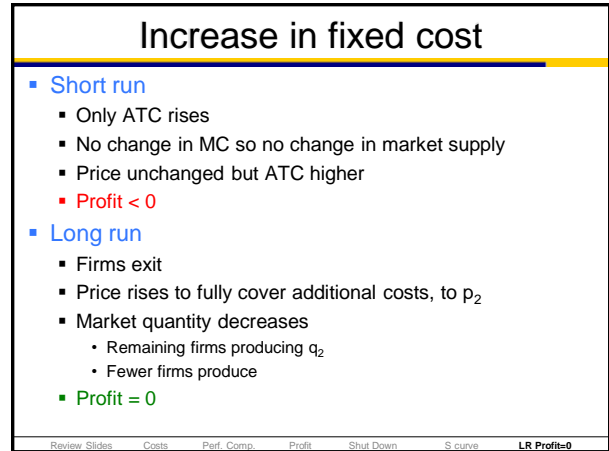 Increase in fixed cost
▪ Short run
▪ Only ATC rises
▪ No change in MC so no change in market supply
▪ Price unchanged but ATC higher
▪ Profit < 0
▪ Long run
▪ Firms exit
▪ Price rises to fully cover additional costs, to p₂
▪ Market quantity decreases
• Remaining firms producing q₂
• Fewer firms produce
▪ Profit = 0
Review Slides Costs Perf. Comp. Profit Shut Down S curve LR Profit=0